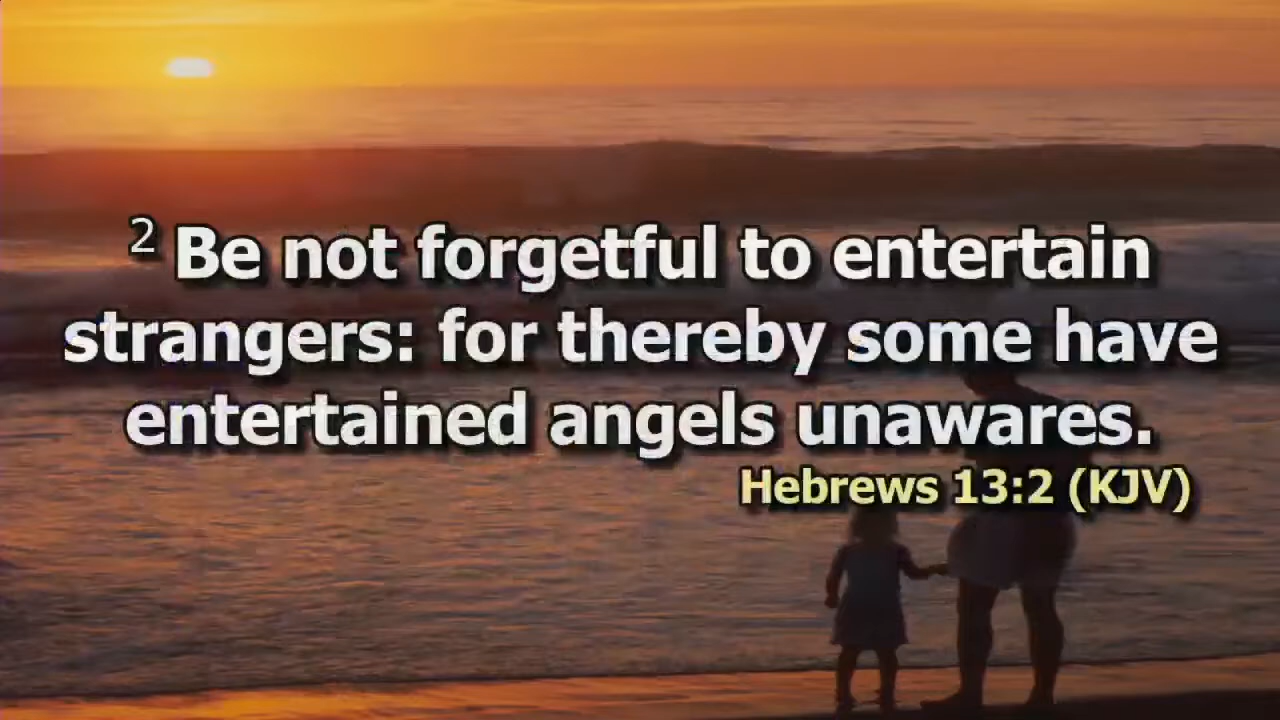 2 Be not forgetful to entertain
strangers: for thereby some have
entertained angels unawares.
Hebrews 13:2 (KJV)